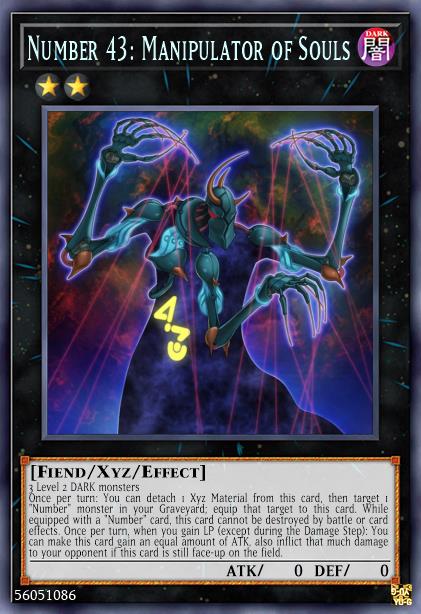 Number 43: Manipulator of Souls
DARK
闇
43
[Fiend/Xyz/Effect]
3 Level 2 DARK monsters
Once per turn: You can detach 1 Xyz Material from this card, then target 1
"Number" monster in your Graveyard; equip that target to this card. While
equipped with a "Number" card, this card cannot be destroyed by battle or card
effects. Once per turn, when you gain LP (except during the Damage Step): You
can make this card gain an equal amount of ATK, also inflict that much damage
to your opponent if this card is still face-up on the field.
ATK/ 0 DEF/ 0
56051086